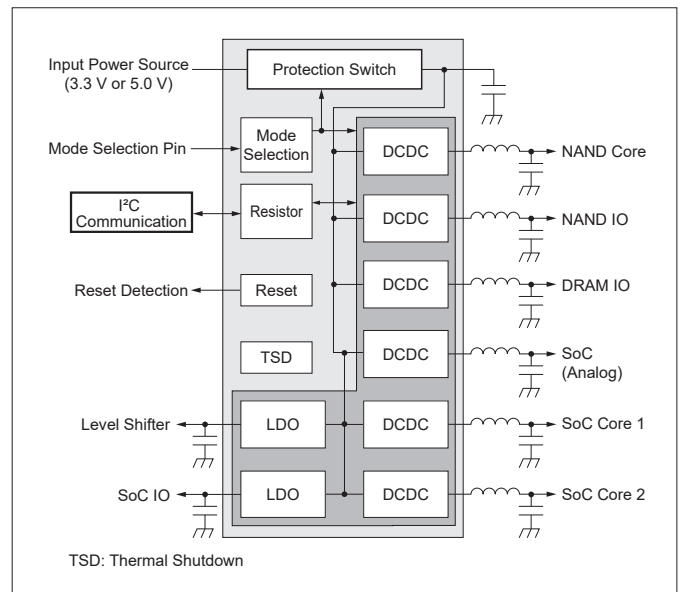 Input Power Source
(3.3 V or 5.0 V)
Protection Switch
Mode Selection Pin
Mode
Selection
DCDC
NAND Core
I²C
Communication
Resistor
DCDC
NAND IO
Reset Detection
Reset
DCDC
DRAM IO
TSD
DCDC
SoC
(Analog)
Level Shifter
LDO
DCDC
SoC Core 1
SoC IO
LDO
DCDC
SoC Core 2
TSD: Thermal Shutdown